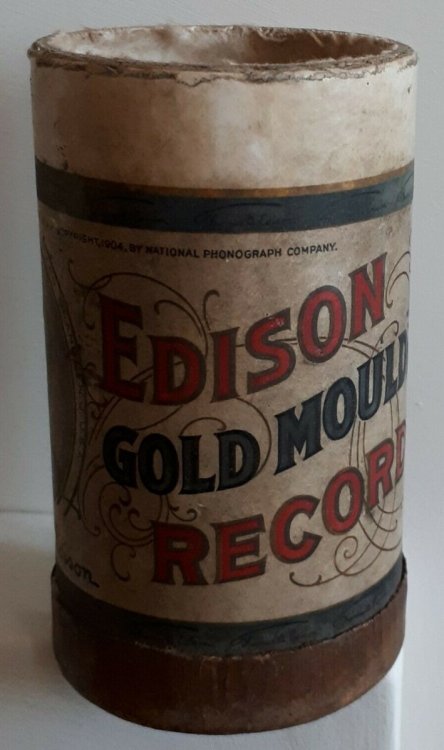 COPYRIGHT, 1904, BY NATIONAL PHONOGRAPH COMPANY.
EDISON
GOLD MOULD
RECORD